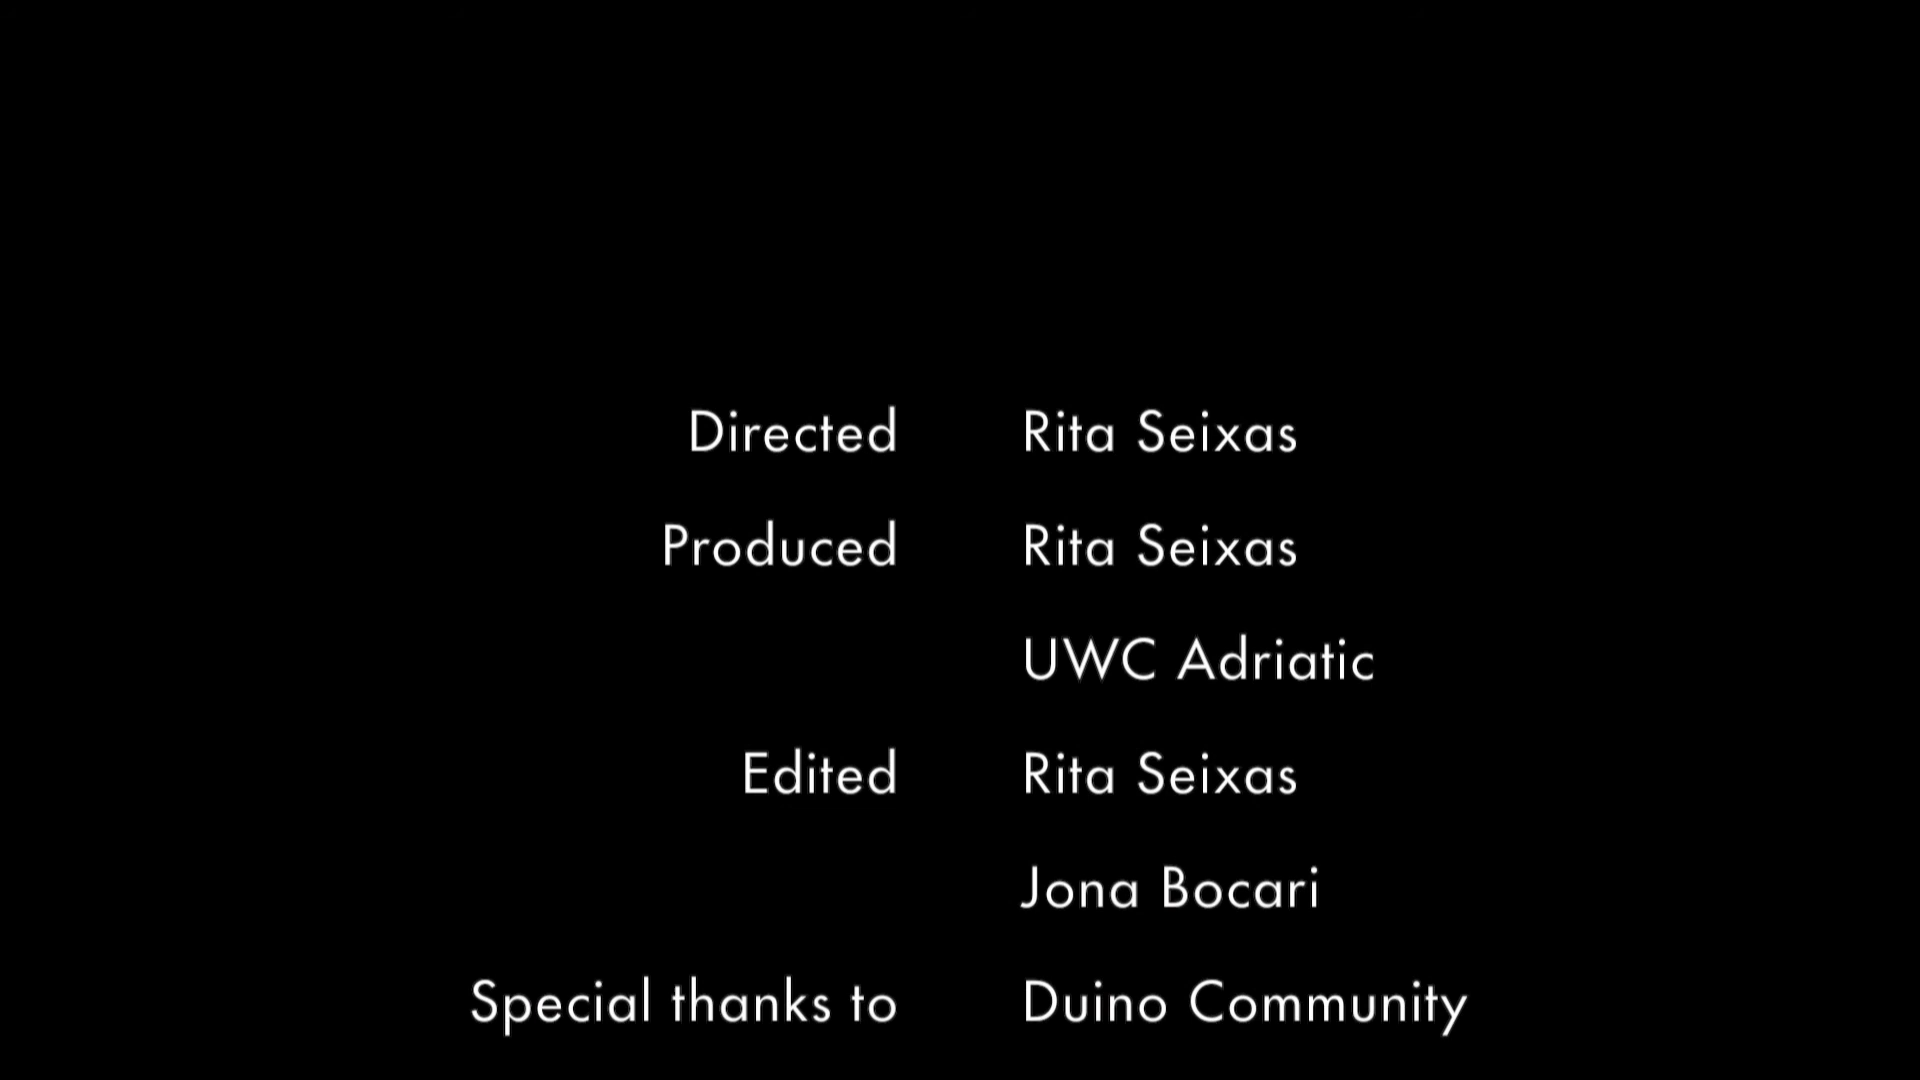 Directed Rita Seixas
Produced Rita Seixas
UWC Adriatic
Edited Rita Seixas
Jona Bocari
Special thanks to Duino Community